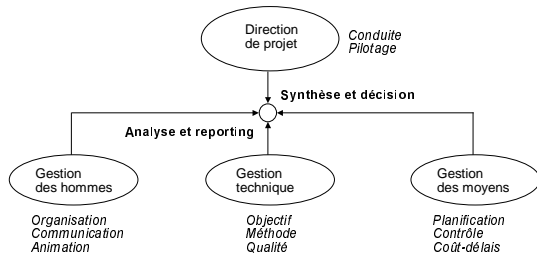 Direction
de projet
Conduite
Pilotage
Synthèse et décision
Analyse et reporting
Gestion
des hommes
Gestion
technique
Gestion
des moyens
Organisation
Communication
Animation
Objectif
Méthode
Qualité
Planification
Contrôle
Coût-délais